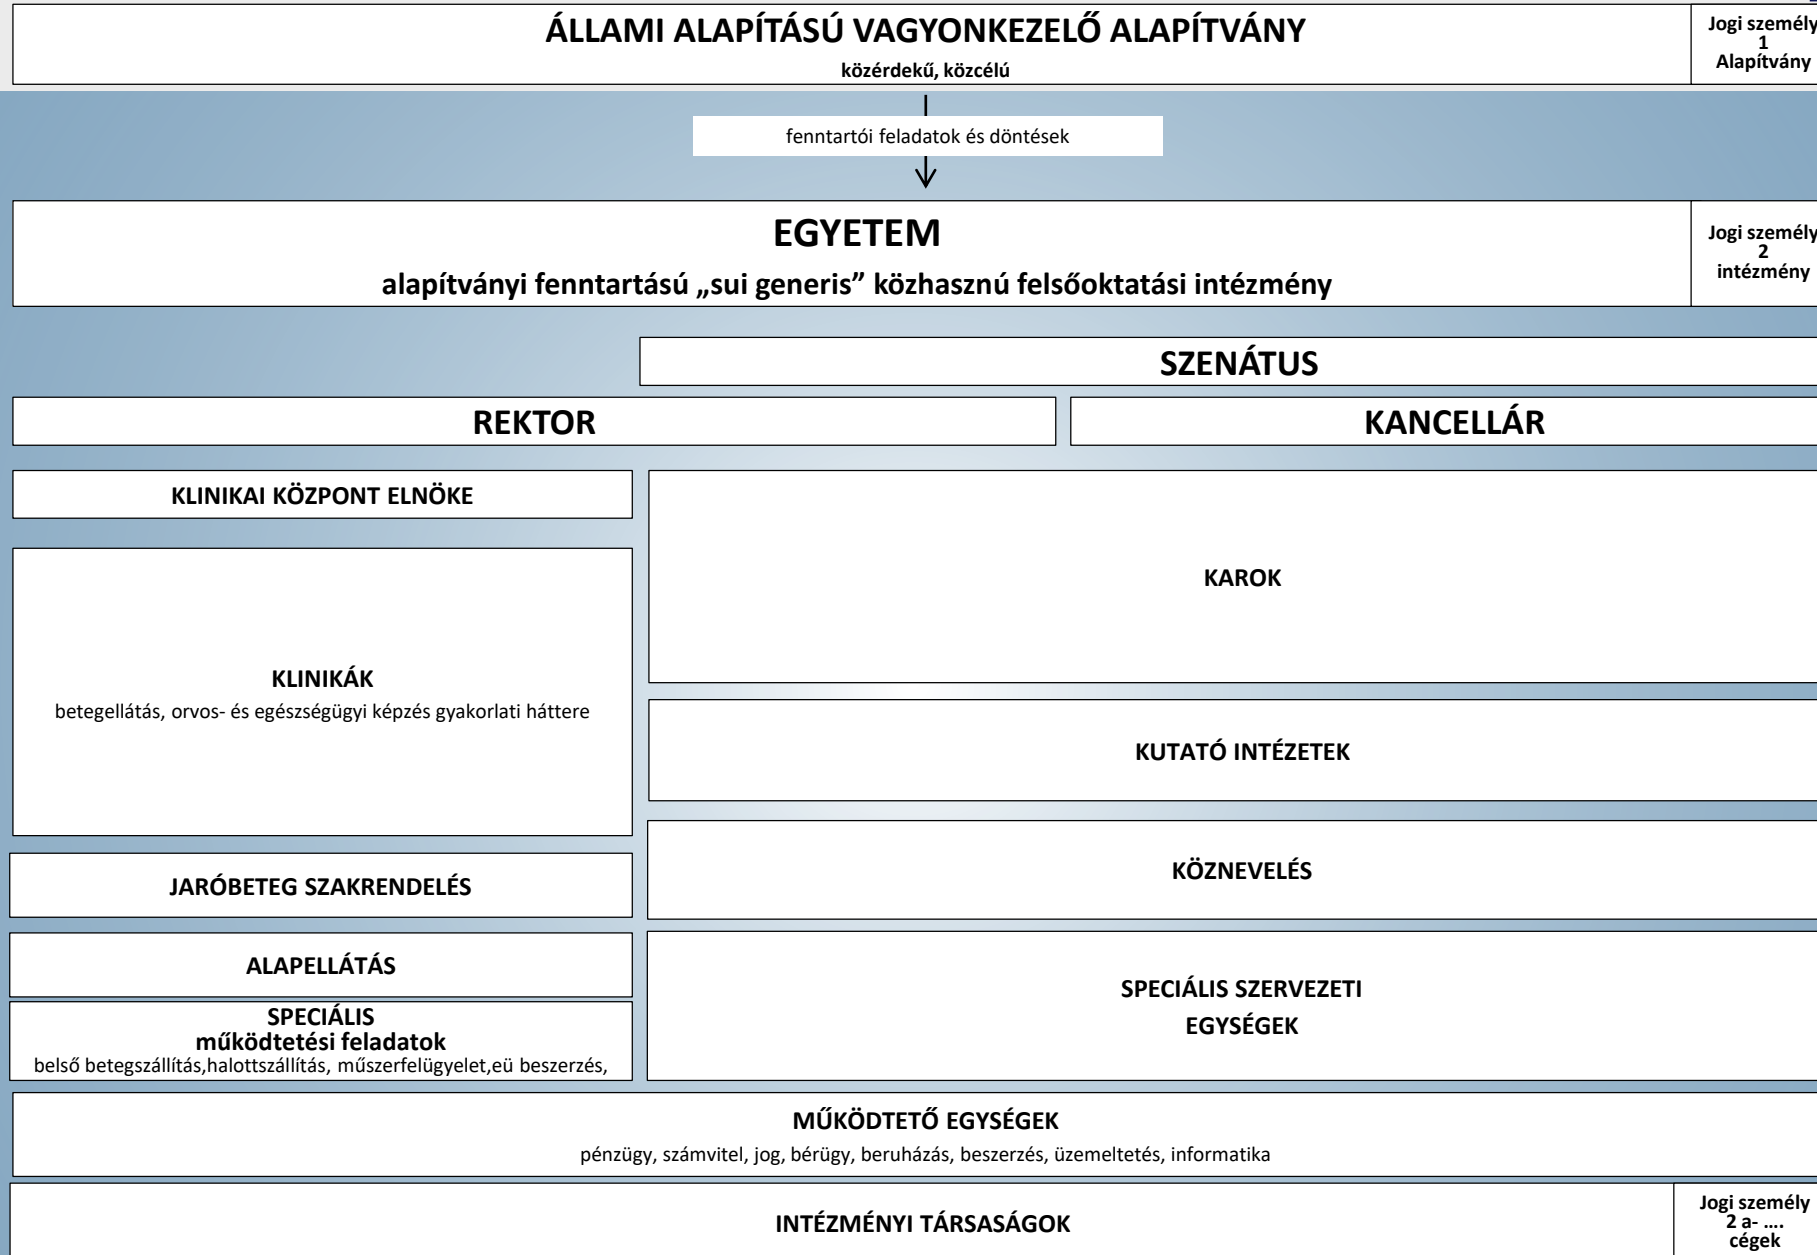 ÁLLAMI ALAPÍTÁSÚ VAGYONKEZELŐ ALAPÍTVÁNY
közérdekű, közcélú
Jogi személy
1
Alapítvány
fenntartói feladatok és döntések
EGYETEM
alapítványi fenntartású „sui generis” közhasznú felsőoktatási intézmény
Jogi személy
2
intézmény
SZENÁTUS
REKTOR
KANCELLÁR
KLINIKAI KÖZPONT ELNÖKE
KLINIKÁK
betegellátás, orvos- és egészségügyi képzés gyakorlati háttere
JARÓBETEG SZAKRENDELÉS
ALAPELLÁTÁS
SPECIÁLIS
működtetési feladatok
belső betegszállítás,halottszállítás, műszerfelügyelet,eü beszerzés,
KAROK
KUTATÓ INTÉZETEK
KÖZNEVELÉS
SPECIÁLIS SZERVEZETI
EGYSÉGEK
MŰKÖDTETŐ EGYSÉGEK
pénzügy, számvitel, jog, bérügy, beruházás, beszerzés, üzemeltetés, informatika
INTÉZMÉNYI TÁRSASÁGOK
Jogi személy
2 a- ....
cégek